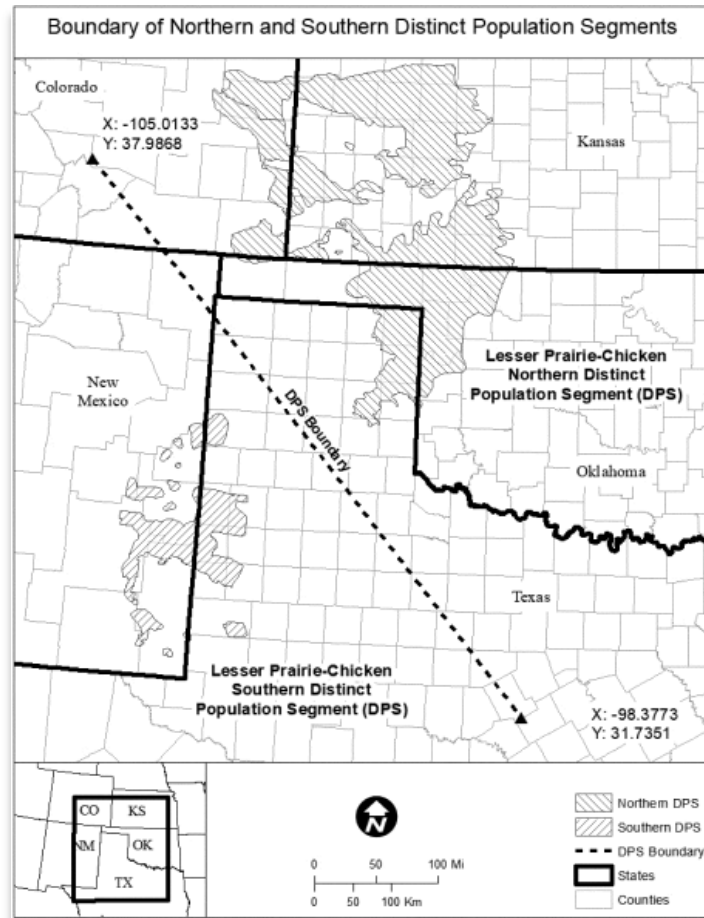 Boundary of Northern and Southern Distinct Population Segments
Colorado
X: -105.0133
Y: 37.9868
Kansas
New
Mexico
DPS Boundary
Lesser Prairie-Chicken
Northern Distinct
Population Segment (DPS)
Oklahoma
Texas
Lesser Prairie-Chicken
Southern Distinct
Population Segment (DPS)
X: -98.3773
Y: 31.7351
CO
KS
NM
OK
TX
N
0 50 100 Mi
0 50 100 Km
Northern DPS
Southern DPS
DPS Boundary
States
Counties